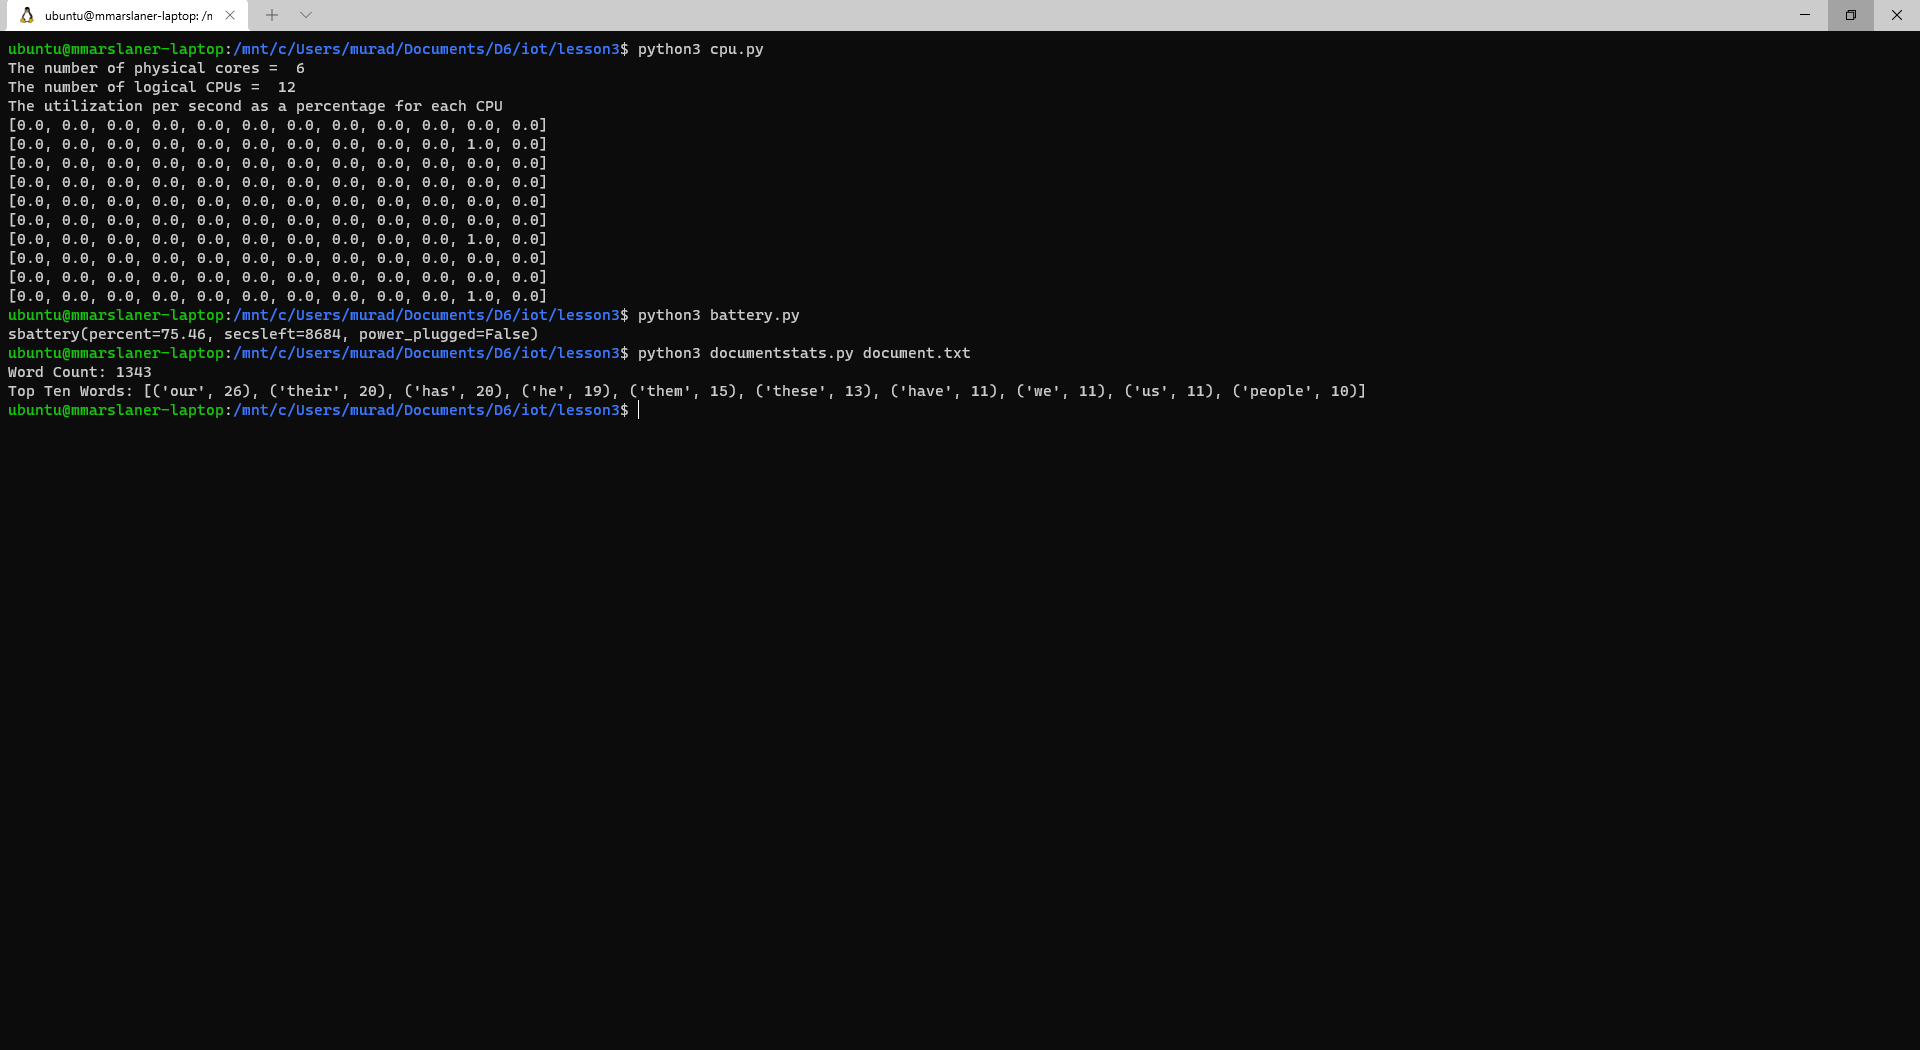 ubuntu@mmarslaner-laptop: /n
ubuntu@mmarslaner-laptop:/mnt/c/Users/murad/Documents/D6/iot/lesson3$ python3 cpu.py
The number of physical cores =  6
The number of logical CPUs =  12
The utilization per second as a percentage for each CPU
[0.0, 0.0, 0.0, 0.0, 0.0, 0.0, 0.0, 0.0, 0.0, 0.0, 0.0, 0.0]
[0.0, 0.0, 0.0, 0.0, 0.0, 0.0, 0.0, 0.0, 0.0, 0.0, 1.0, 0.0]
[0.0, 0.0, 0.0, 0.0, 0.0, 0.0, 0.0, 0.0, 0.0, 0.0, 0.0, 0.0]
[0.0, 0.0, 0.0, 0.0, 0.0, 0.0, 0.0, 0.0, 0.0, 0.0, 0.0, 0.0]
[0.0, 0.0, 0.0, 0.0, 0.0, 0.0, 0.0, 0.0, 0.0, 0.0, 0.0, 0.0]
[0.0, 0.0, 0.0, 0.0, 0.0, 0.0, 0.0, 0.0, 0.0, 0.0, 0.0, 0.0]
[0.0, 0.0, 0.0, 0.0, 0.0, 0.0, 0.0, 0.0, 0.0, 0.0, 1.0, 0.0]
[0.0, 0.0, 0.0, 0.0, 0.0, 0.0, 0.0, 0.0, 0.0, 0.0, 0.0, 0.0]
[0.0, 0.0, 0.0, 0.0, 0.0, 0.0, 0.0, 0.0, 0.0, 0.0, 0.0, 0.0]
[0.0, 0.0, 0.0, 0.0, 0.0, 0.0, 0.0, 0.0, 0.0, 0.0, 1.0, 0.0]
ubuntu@mmarslaner-laptop:/mnt/c/Users/murad/Documents/D6/iot/lesson3$ python3 battery.py
sbattery(percent=75.46, secsleft=8684, power_plugged=False)
ubuntu@mmarslaner-laptop:/mnt/c/Users/murad/Documents/D6/iot/lesson3$ python3 documentstats.py document.txt
Word Count: 1343
Top Ten Words: [('our', 26), ('their', 20), ('has', 20), ('he', 19), ('them', 15), ('these', 13), ('have', 11), ('we', 11), ('us', 11), ('people', 10)]
ubuntu@mmarslaner-laptop:/mnt/c/Users/murad/Documents/D6/iot/lesson3$